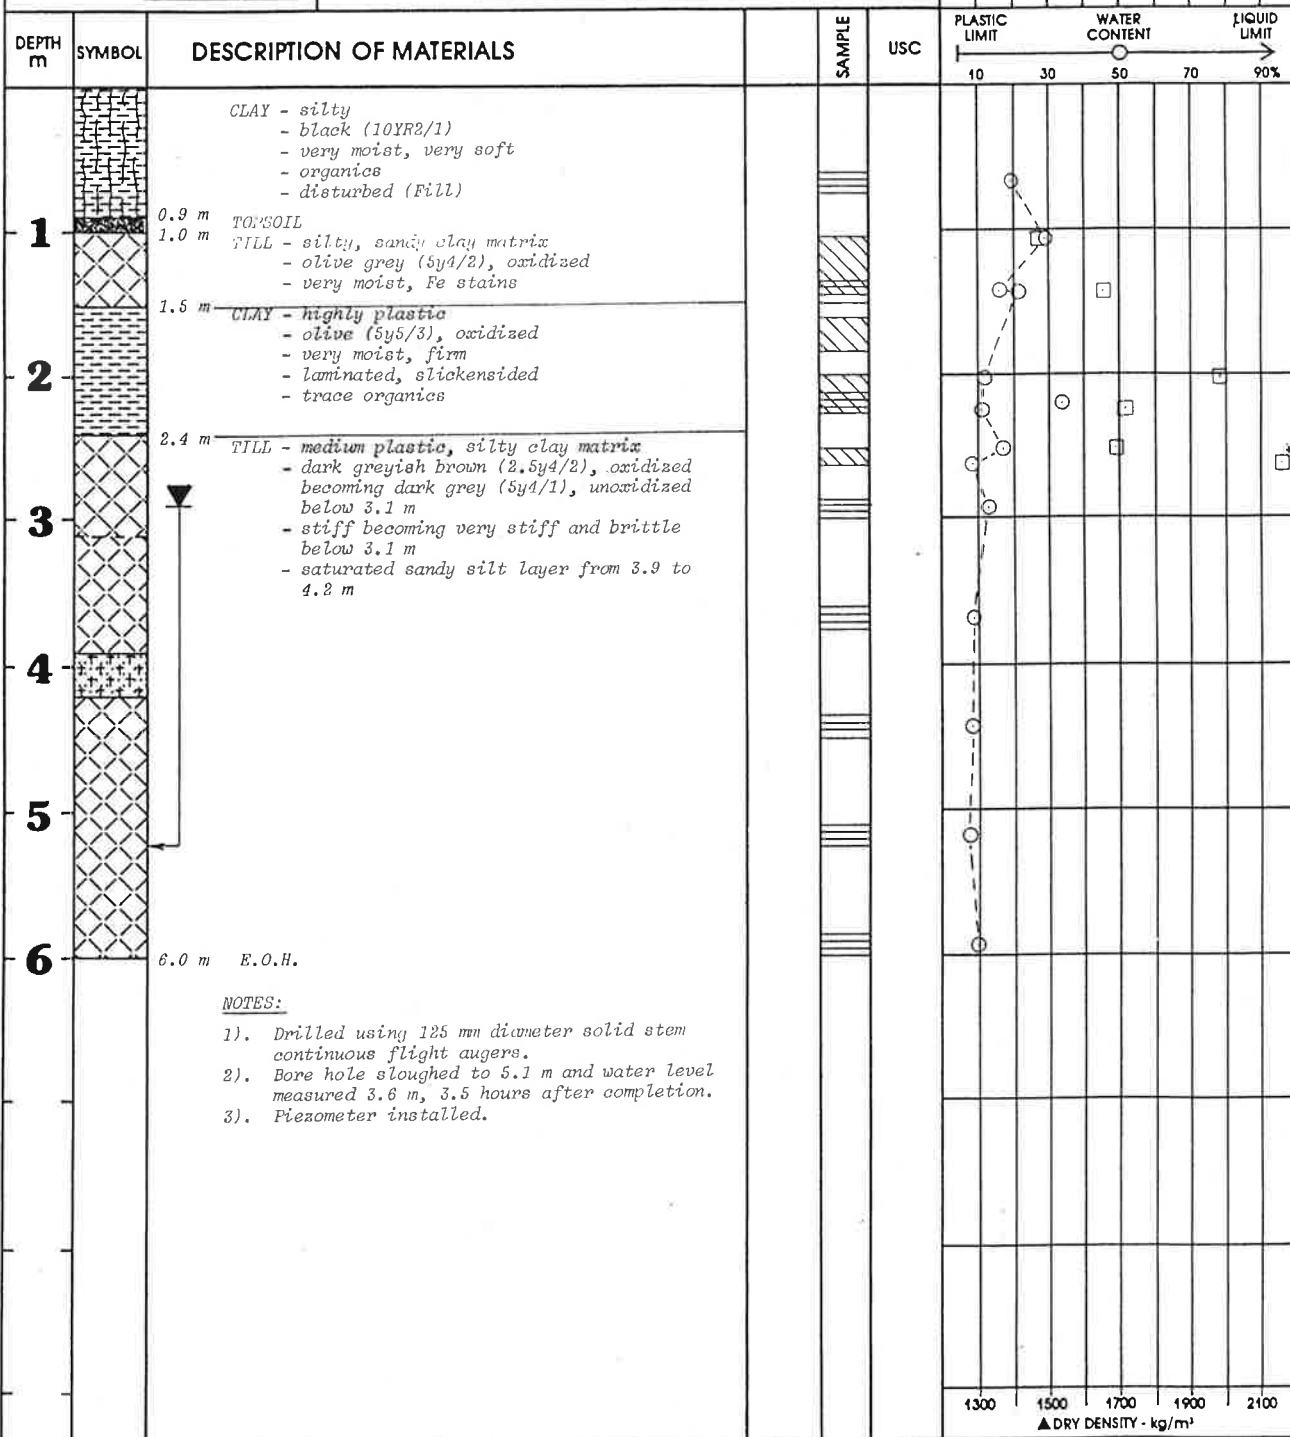 DEPTH m
SYMBOL
DESCRIPTION OF MATERIALS
SAMPLE
USC
PLASTIC LIMIT
WATER CONTENT
LIQUID LIMIT
10 30 50 70 90%
CLAY - silty
- black (10YR2/1)
- very moist, very soft
- organics
- disturbed (Fill)
0.9 m TOPSOIL
1
1.0 m TILL - silty, sandy clay matrix
- olive grey (5y4/2), oxidized
- very moist, Fe stains
1.5 m CLAY - highly plastic
- olive (5y5/3), oxidized
- very moist, firm
2
- laminated, slickensided
- trace organics
2.4 m TILL - medium plastic, silty clay matrix
- dark greyish brown (2.5y4/2), oxidized
becoming dark grey (5y4/1), unoxidized
below 3.1 m
3
- stiff becoming very stiff and brittle
below 3.1 m
- saturated sandy silt layer from 3.9 to
4.2 m
4
5
6
6.0 m E.O.H.
NOTES:
1). Drilled using 125 mm diameter solid stem
continuous flight augers.
2). Bore hole sloughed to 5.1 m and water level
measured 3.6 m, 3.5 hours after completion.
3). Piezometer installed.
1300 1500 1700 1900 2100
▲DRY DENSITY - kg/m³